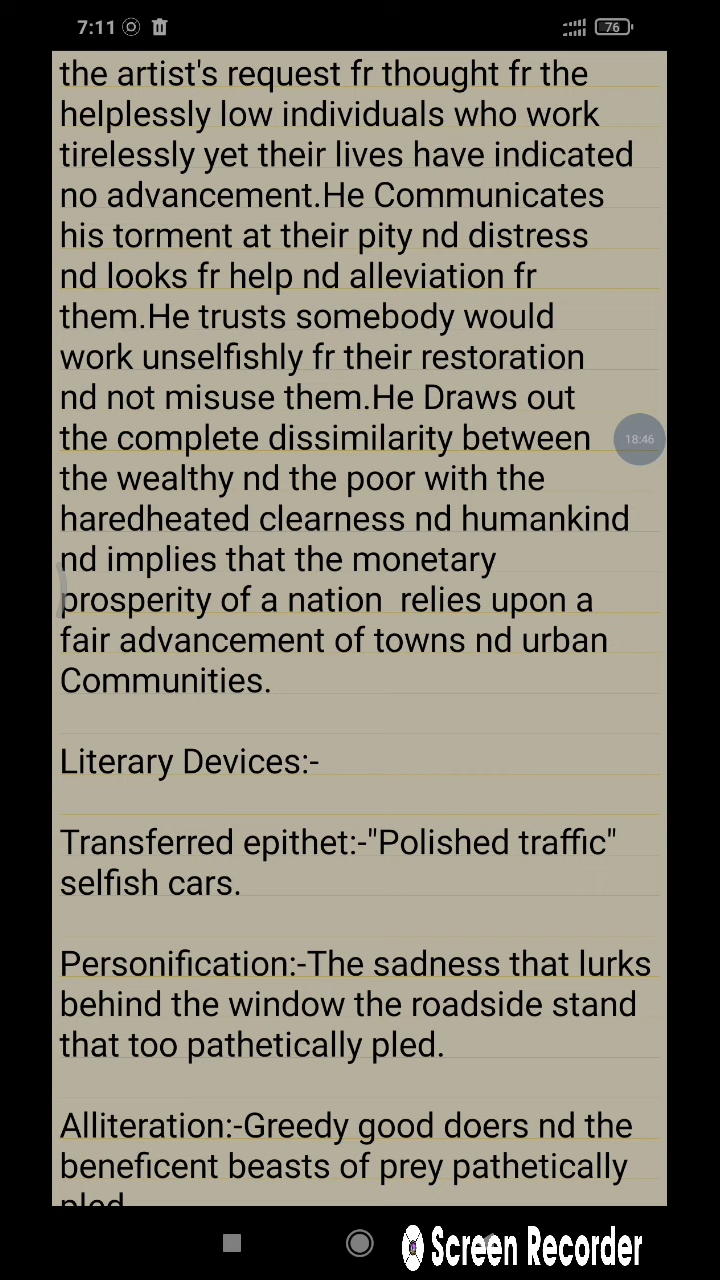 7:11
76
the artist's request fr thought fr the
helplessly low individuals who work
tirelessly yet their lives have indicated
no advancement.He Communicates
his torment at their pity nd distress
nd looks fr help nd alleviation fr
them.He trusts somebody would
work unselfishly fr their restoration
nd not misuse them.He Draws out
the complete dissimilarity between
18:46
the wealthy nd the poor with the
haredheated clearness nd humankind
nd implies that the monetary
prosperity of a nation  relies upon a
fair advancement of towns nd urban
Communities.
Literary Devices:-
Transferred epithet:-"Polished traffic"
selfish cars.
Personification:-The sadness that lurks
behind the window the roadside stand
that too pathetically pled.
Alliteration:-Greedy good doers nd the
beneficent beasts of prey pathetically
pled
Screen Recorder